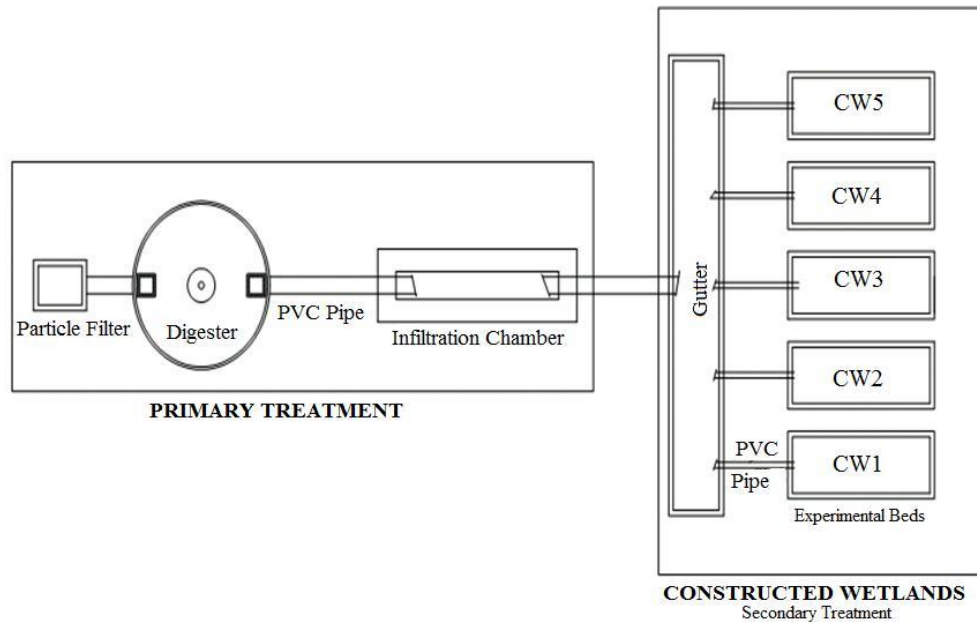 Particle Filter
Digester
PVC Pipe
Infiltration Chamber
PRIMARY TREATMENT
Gutter
CW5
CW4
CW3
CW2
CW1
PVC
Pipe
Experimental Beds
CONSTRUCTED WETLANDS
Secondary Treatment